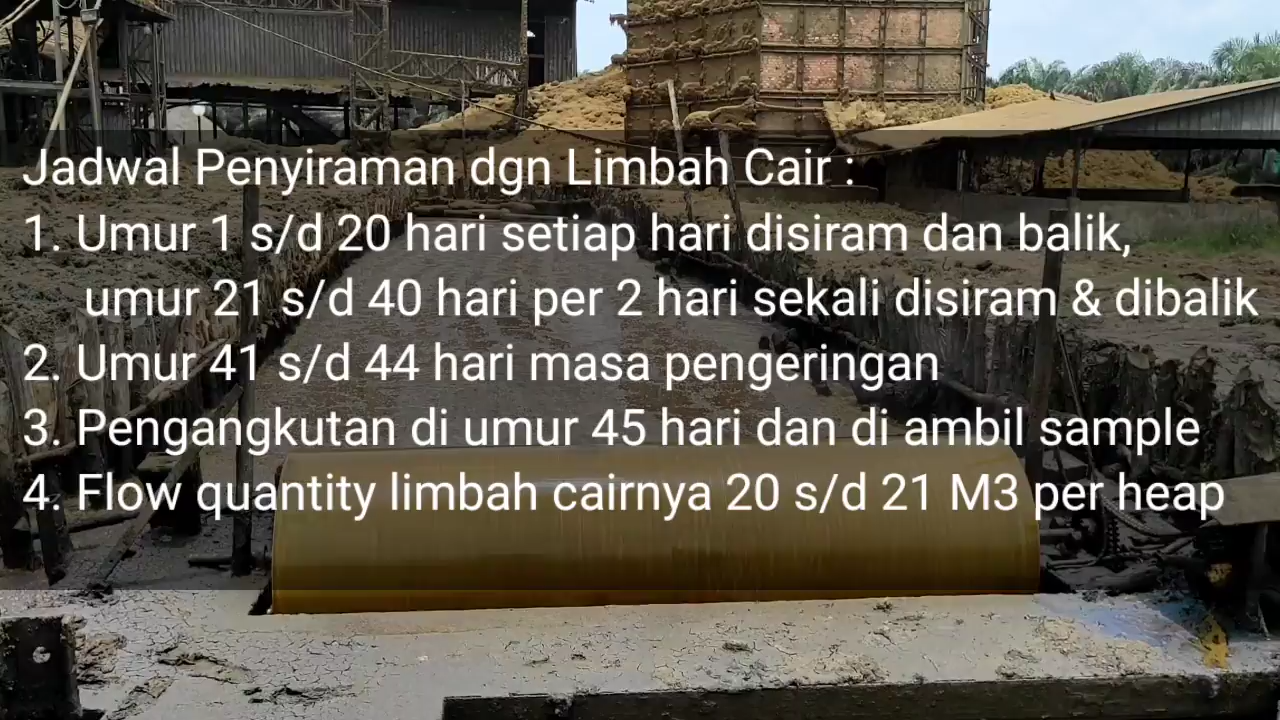 Jadwal Penyiraman dgn Limbah Cair :
1. Umur 1 s/d 20 hari setiap hari disiram dan balik,
umur 21 s/d 40 hari per 2 hari sekali disiram & dibalik
2. Umur 41 s/d 44 hari masa pengeringan
3. Pengangkutan di umur 45 hari dan di ambil sample
4. Flow quantity limbah cairnya 20 s/d 21 M3 per heap